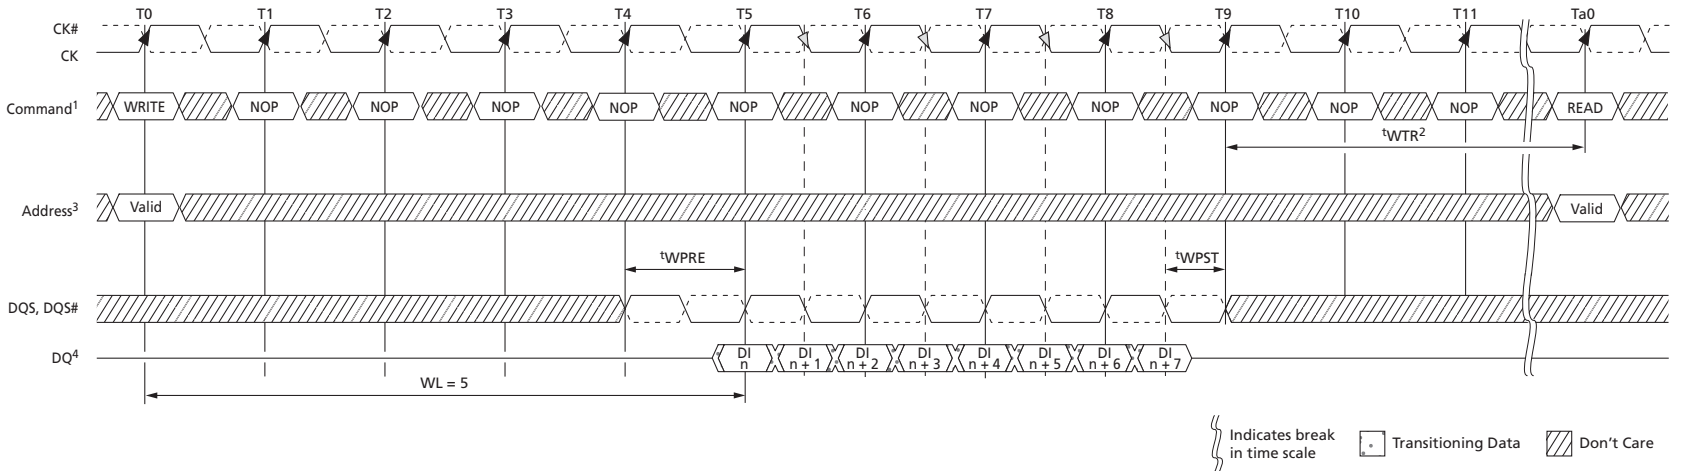 T0 T1 T2 T3 T4 T5 T6 T7 T8 T9 T10 T11 Ta0
CK#
CK
Command¹ WRITE NOP NOP NOP NOP NOP NOP NOP NOP NOP NOP NOP READ
tWTR²
Address³ Valid Valid
tWPRE tWPST
DQS, DQS#
DQ⁴ DI n DI n + 1 DI n + 2 DI n + 3 DI n + 4 DI n + 5 DI n + 6 DI n + 7
WL = 5
Indicates break
in time scale
Transitioning Data
Don't Care